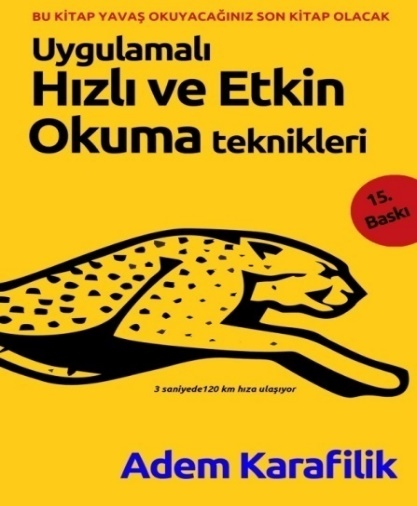 BU KİTAP YAVAŞ OKUYACAĞINIZ SON KİTAP OLACAK
Uygulamalı
Hızlı ve Etkin
Okuma teknikleri
15.
Baskı
3 saniyede120 km hıza ulaşıyor
Adem Karafilik